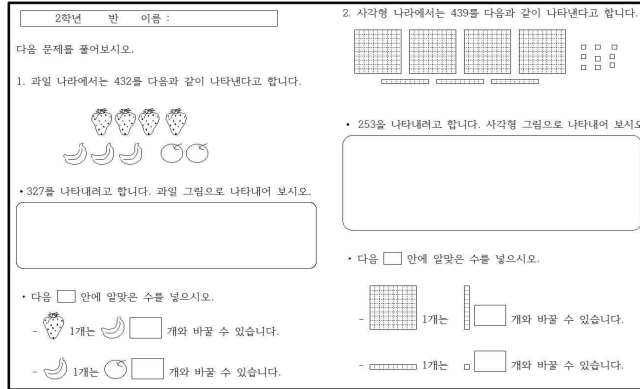 2학년 반 이름 :
다음 문제를 풀어보시오.
1. 과일 나라에서는 432를 다음과 같이 나타낸다고 합니다.
•327를 나타내려고 합니다. 과일 그림으로 나타내어 보시오.
• 다음 안에 알맞은 수를 넣으시오.
- 1개는 개와 바꿀 수 있습니다.
- 1개는 개와 바꿀 수 있습니다.
2. 사각형 나라에서는 439를 다음과 같이 나타낸다고 합니다.
• 253을 나타내려고 합니다. 사각형 그림으로 나타내어 보시오
• 다음 안에 알맞은 수를 넣으시오.
- 1개는 개와 바꿀 수 있습니다.
- 1개는 개와 바꿀 수 있습니다.